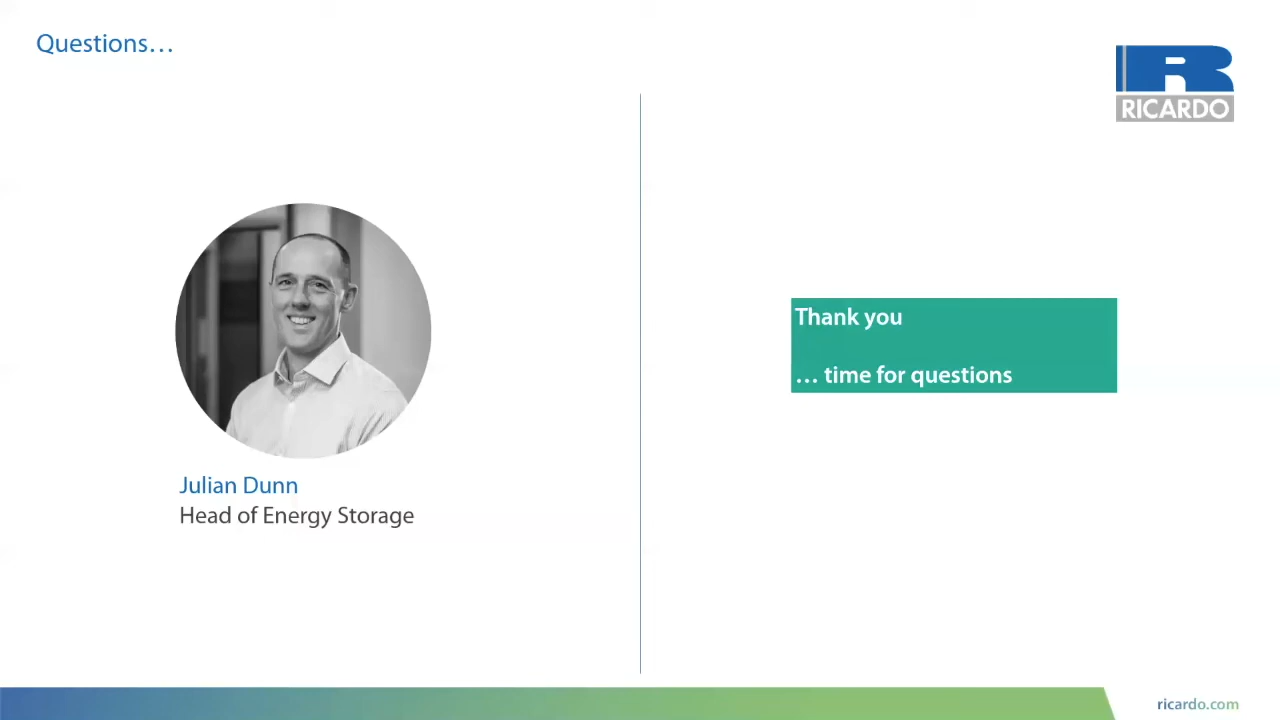 Questions…
RICARDO
Julian Dunn
Head of Energy Storage
Thank you
… time for questions
ricardo.com